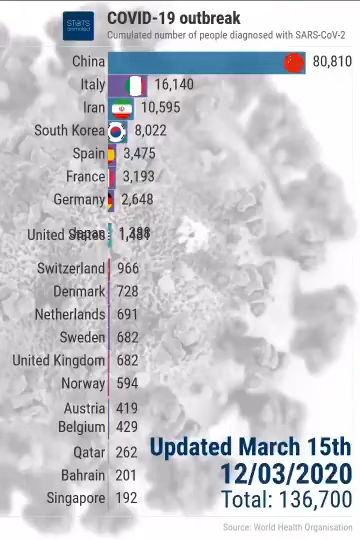 COVID-19 outbreak
Cumulated number of people diagnosed with SARS-CoV-2
China 80,810
Italy 16,140
Iran 10,595
South Korea 8,022
Spain 3,475
France 3,193
Germany 2,648
United States
Japan
Switzerland 966
Denmark 728
Netherlands 691
Sweden 682
United Kingdom 682
Norway 594
Austria 419
Belgium 429
Qatar 262
Bahrain 201
Singapore 192
Updated March 15th
12/03/2020
Total: 136,700
Source: World Health Organisation